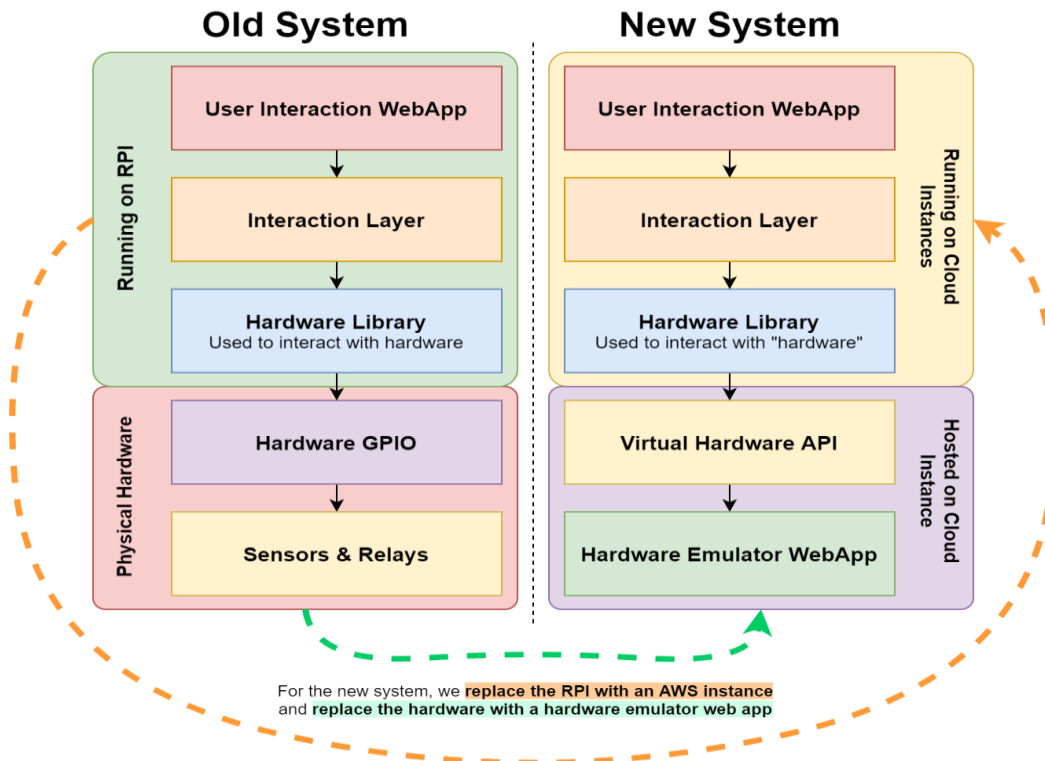 Old System
New System
Running on RPI
User Interaction WebApp
Interaction Layer
Hardware Library
Used to interact with hardware
Physical Hardware
Hardware GPIO
Sensors & Relays
User Interaction WebApp
Interaction Layer
Hardware Library
Used to interact with "hardware"
Running on Cloud
Instances
Virtual Hardware API
Hardware Emulator WebApp
Hosted on Cloud
Instance
For the new system, we replace the RPI with an AWS instance
and replace the hardware with a hardware emulator web app